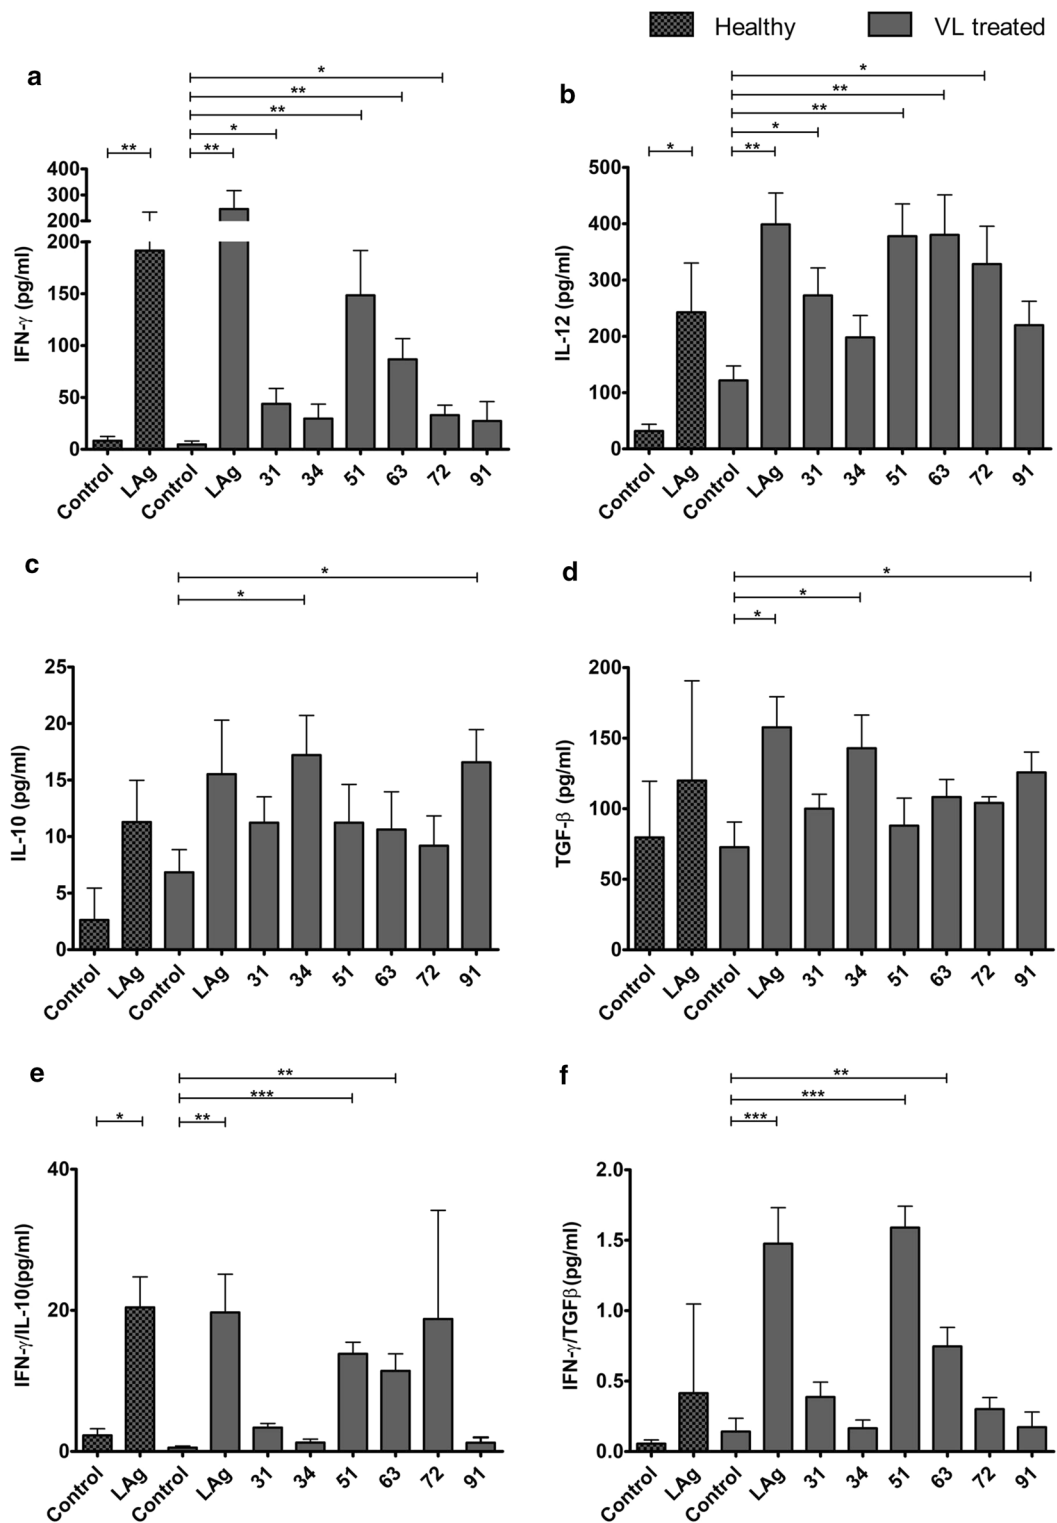 Healthy VL treated
a
*
**
**
*
** **
400
300
200
200
150
100
50
0
IFN-γ (pg/ml)
Control LAg Control LAg 31 34 51 63 72 91
b
*
**
**
*
* **
500
400
300
200
100
0
IL-12 (pg/ml)
Control LAg Control LAg 31 34 51 63 72 91
c
*
*
25
20
15
10
5
0
IL-10 (pg/ml)
Control LAg Control LAg 31 34 51 63 72 91
d
*
*
*
200
150
100
50
0
TGF-β (pg/ml)
Control LAg Control LAg 31 34 51 63 72 91
e
**
***
* **
40
20
0
IFN-γ/IL-10(pg/ml)
Control LAg Control LAg 31 34 51 63 72 91
f
**
***
***
2.0
1.5
1.0
0.5
0.0
IFN-γ/TGFβ(pg/ml)
Control LAg Control LAg 31 34 51 63 72 91